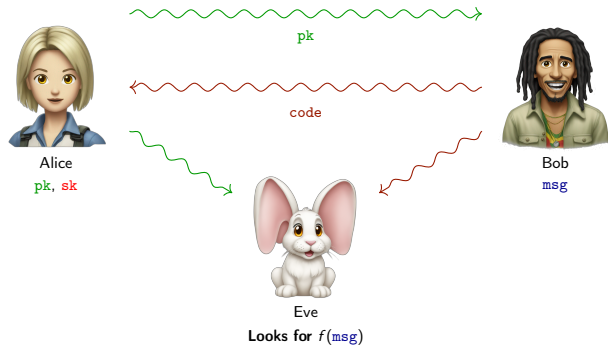 pk
code
Alice
Bob
pk, sk
msg
Eve
Looks for f(msg)